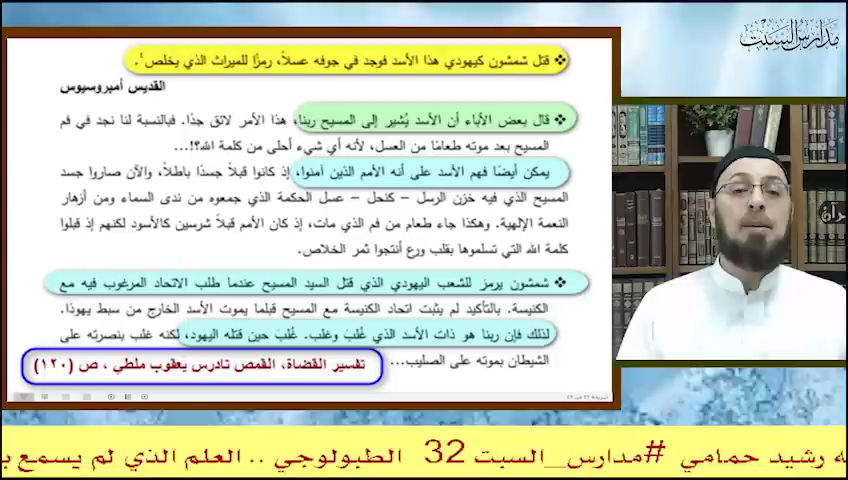 مدارس السبت
❖ قتل شمشون كيهودي هذا الأسد فوجد في جوفه عسلاً، رمزًا للميراث الذي يخلص¹.
القديس أمبروسيوس
❖ قال بعض الآباء أن الأسد يُشير إلى المسيح ربنا، هذا الأمر لائق جدًا. فبالنسبة لنا نجد في فم
المسيح بعد موته طعامًا من العسل، لأنه أي شيء أحلى من كلمة الله؟!...
يمكن أيضًا فهم الأسد على أنه الأمم الذين آمنوا، إذ كانوا قبلاً جسدًا باطلاً، والآن صاروا جسد
المسيح الذي فيه خزن الرسل – كنحل – عسل الحكمة الذي جمعوه من ندى السماء ومن أزهار
النعمة الإلهية. وهكذا جاء طعام من فم الذي مات، إذ كان الأمم قبلاً شرسين كالأسود لكنهم إذ قبلوا
كلمة الله التي تسلموها بقلب ورع أنتجوا ثمر الخلاص.
❖ شمشون يرمز للشعب اليهودي الذي قتل السيد المسيح عندما طلب الاتحاد المرغوب فيه مع
الكنيسة. بالتأكيد لم يثبت اتحاد الكنيسة مع المسيح قبلما يموت الأسد الخارج من سبط يهوذا.
لذلك فإن ربنا هو ذات الأسد الذي غُلبَ وغلب. غُلبَ حين قتله اليهود، لكنه غلب بنصرته على
الشيطان بموته على الصليب...
تفسير القضاة، القمص تادرس يعقوب ملطي ، ص (١٢٠)
له رشيد حمامي #مدارس_السبت 32 الطبولوجي .. العلم الذي لم يسمع ب